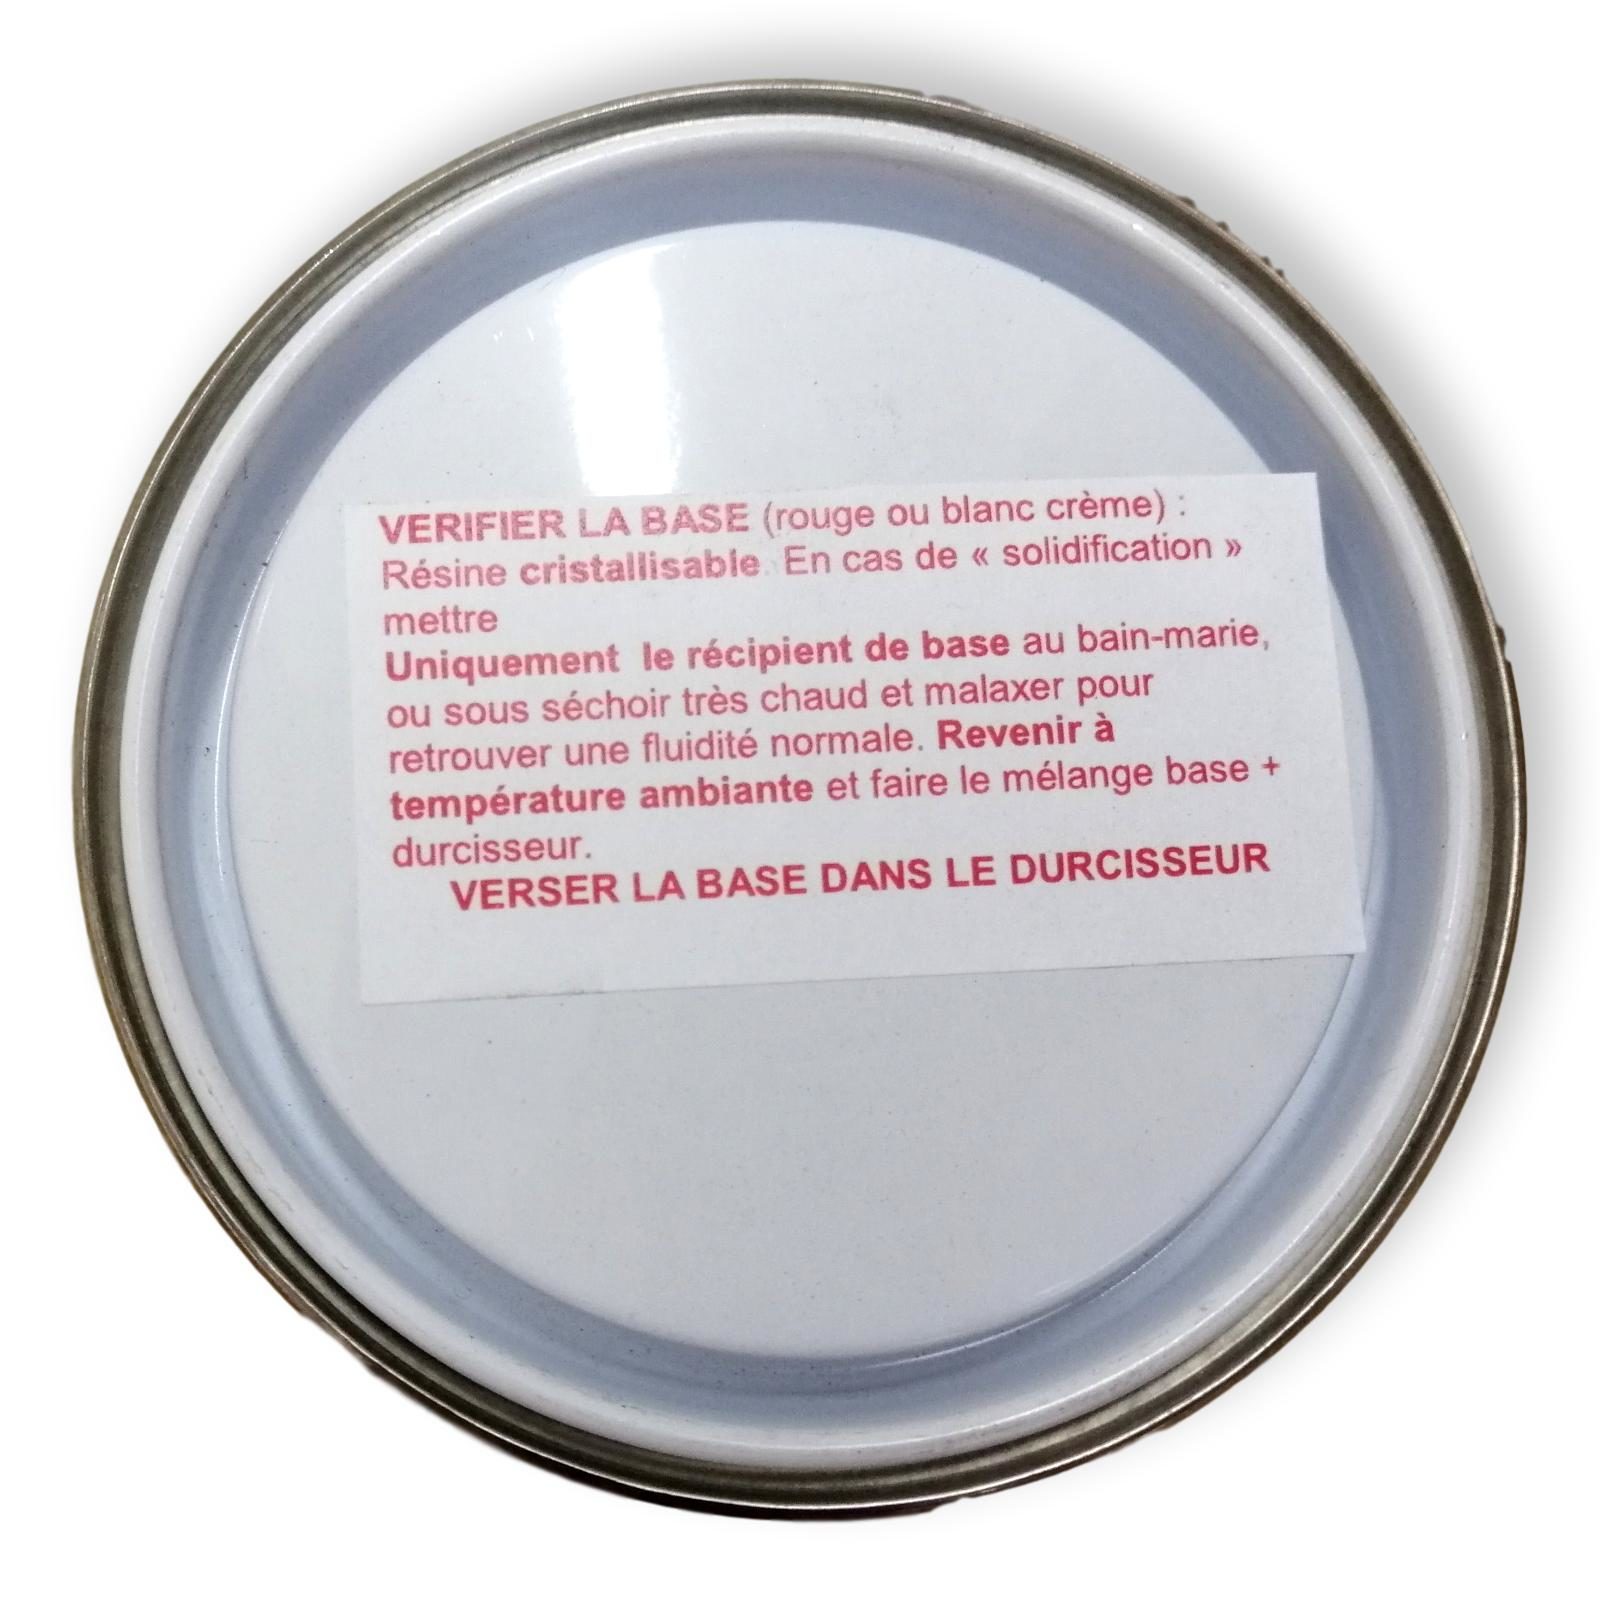 VERIFIER LA BASE (rouge ou blanc crème) :
Résine cristallisable. En cas de « solidification »
mettre
Uniquement le récipient de base au bain-marie,
ou sous séchoir très chaud et malaxer pour
retrouver une fluidité normale. Revenir à
température ambiante et faire le mélange base +
durcisseur.
VERSER LA BASE DANS LE DURCISSEUR